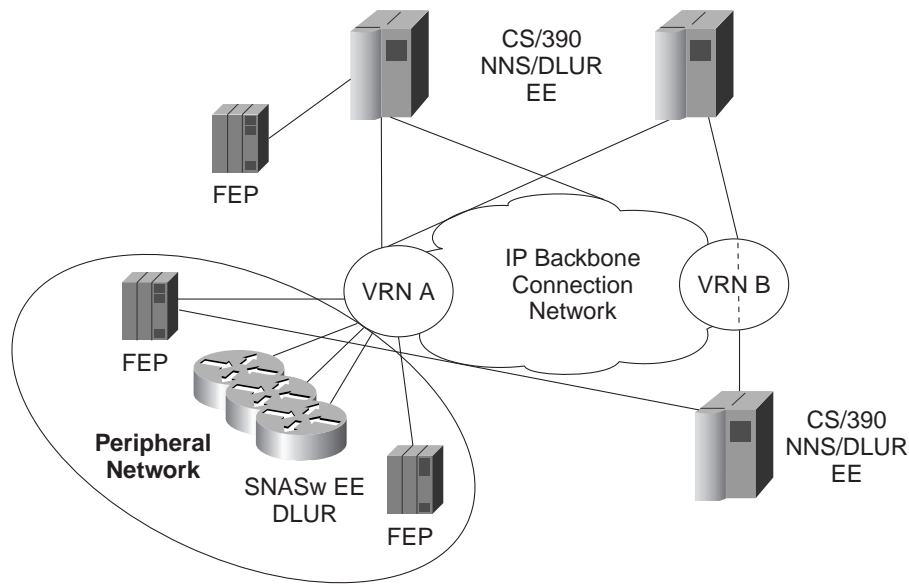 CS/390
NNS/DLUR
EE
FEP
IP Backbone
Connection
Network
VRN A
VRN B
FEP
CS/390
NNS/DLUR
EE
Peripheral
Network
SNASw EE
DLUR
FEP